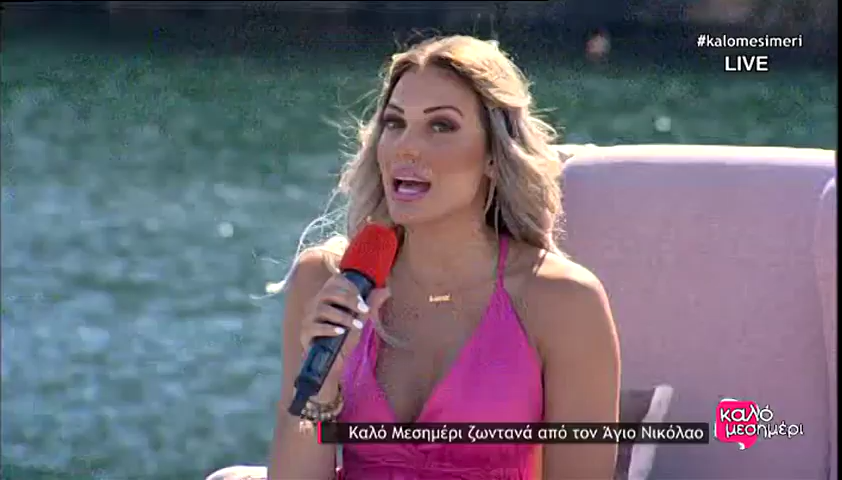 #kalomesimeri
LIVE
Καλό Μεσημέρι ζωντανά από τον Άγιο Νικόλαο
καλό
μεσημέρι